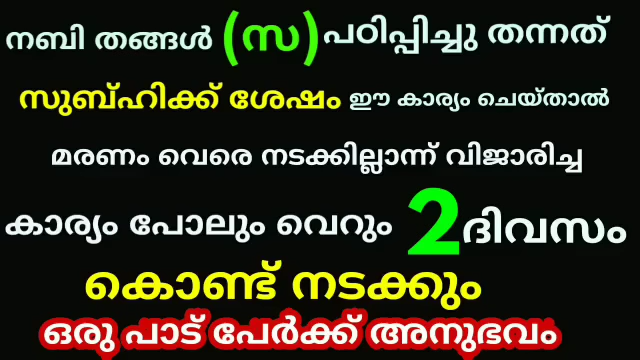 നബി തങ്ങൾ (സ) പഠിപ്പിച്ചു തന്നത്
സുബ്ഹിക്ക് ശേഷം ഈ കാര്യം ചെയ്താൽ
മരണം വെരെ നടക്കില്ലാന്ന് വിജാരിച്ച
കാര്യം പോലും വെറും 2 ദിവസം
കൊണ്ട് നടക്കും
ഒരു പാട് പേർക്ക് അനുഭവം